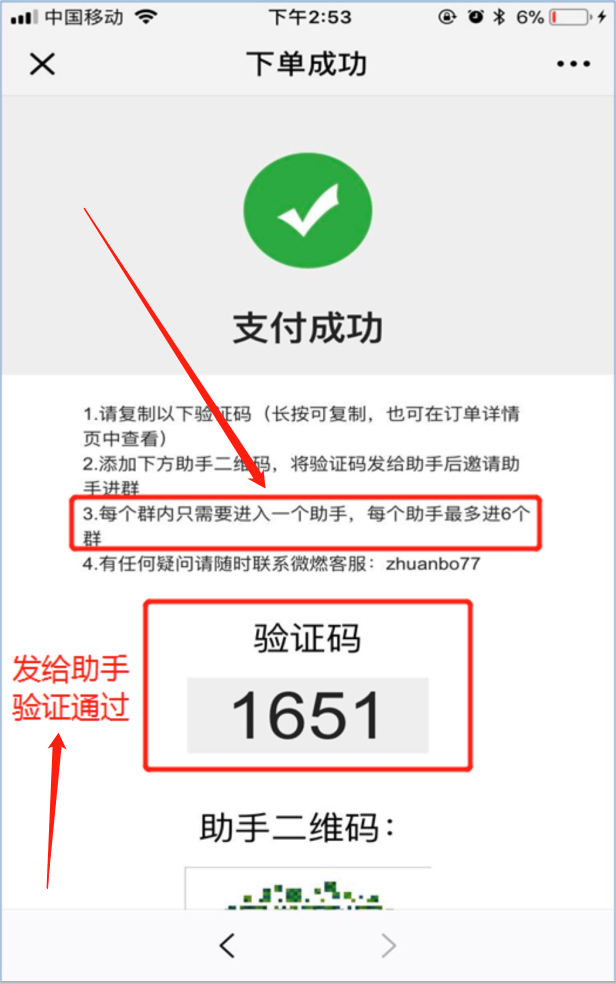 中国移动 下午2:53 6%
下单成功
支付成功
1.请复制以下验证码（长按可复制，也可在订单详情
页中查看）
2.添加下方助手二维码，将验证码发给助手后邀请助
手进群
3.每个群内只需要进入一个助手，每个助手最多进6个
群
4.有任何疑问请随时联系微燃客服：zhuanbo77
验证码
1651
发给助手
验证通过
助手二维码：